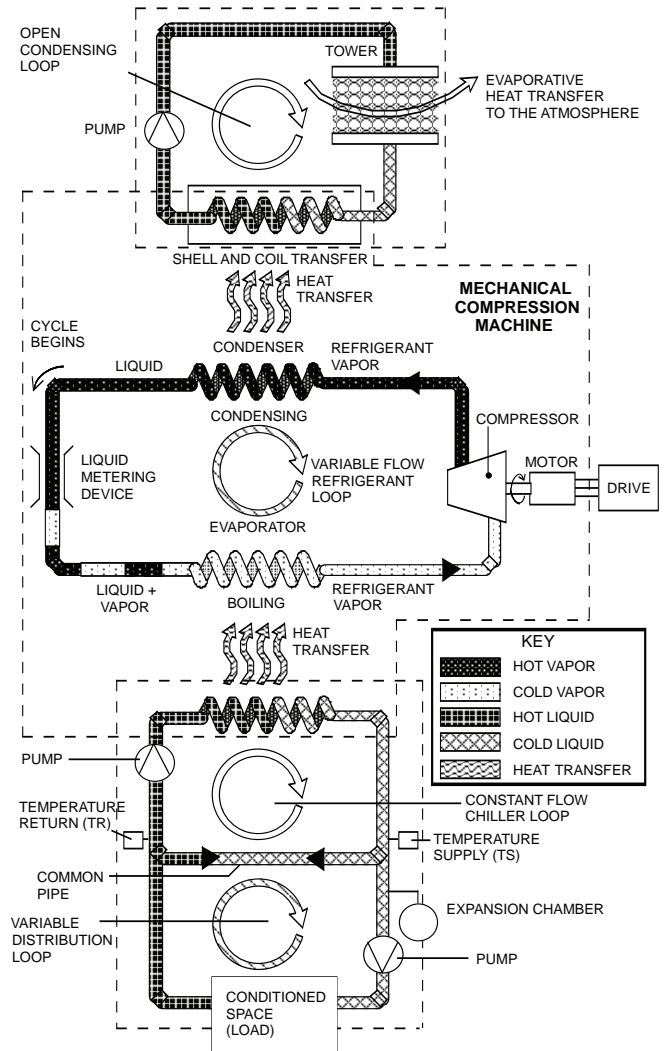 OPEN
CONDENSING
LOOP
TOWER
EVAPORATIVE
HEAT TRANSFER
TO THE ATMOSPHERE
PUMP
SHELL AND COIL TRANSFER
HEAT
TRANSFER
MECHANICAL
COMPRESSION
MACHINE
CYCLE
BEGINS
LIQUID
CONDENSER
REFRIGERANT
VAPOR
CONDENSING
COMPRESSOR
LIQUID
METERING
DEVICE
VARIABLE FLOW
REFRIGERANT
LOOP
MOTOR
DRIVE
EVAPORATOR
LIQUID +
VAPOR
BOILING
REFRIGERANT
VAPOR
HEAT
TRANSFER
KEY
HOT VAPOR
COLD VAPOR
HOT LIQUID
COLD LIQUID
HEAT TRANSFER
PUMP
CONSTANT FLOW
CHILLER LOOP
TEMPERATURE
RETURN (TR)
TEMPERATURE
SUPPLY (TS)
COMMON
PIPE
EXPANSION CHAMBER
VARIABLE
DISTRIBUTION
LOOP
PUMP
CONDITIONED
SPACE
(LOAD)